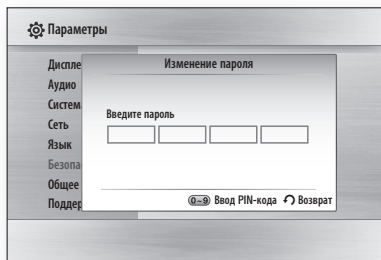 Параметры
Изменение пароля
Диспле
Аудио
Систем
Сеть
Язык
Безопа
Общее
Поддер
Введите пароль
0~9 Ввод PIN-кода Возврат